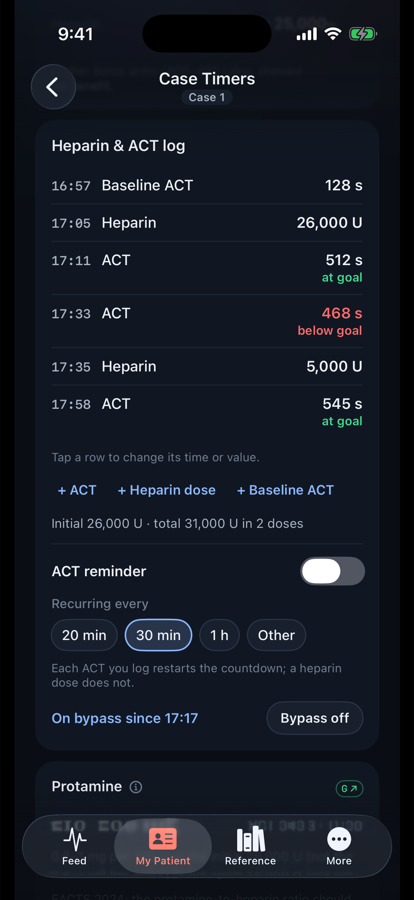 9:41
Case Timers
Case 1
Heparin & ACT log
16:57 Baseline ACT 128 s
17:05 Heparin 26,000 U
17:11 ACT 512 s
at goal
17:33 ACT 468 s
below goal
17:35 Heparin 5,000 U
17:58 ACT 545 s
at goal
Tap a row to change its time or value.
+ ACT + Heparin dose + Baseline ACT
Initial 26,000 U · total 31,000 U in 2 doses
ACT reminder
Recurring every
20 min 30 min 1 h Other
Each ACT you log restarts the countdown; a heparin
dose does not.
On bypass since 17:17 Bypass off
Protamine G↗
Feed My Patient Reference More